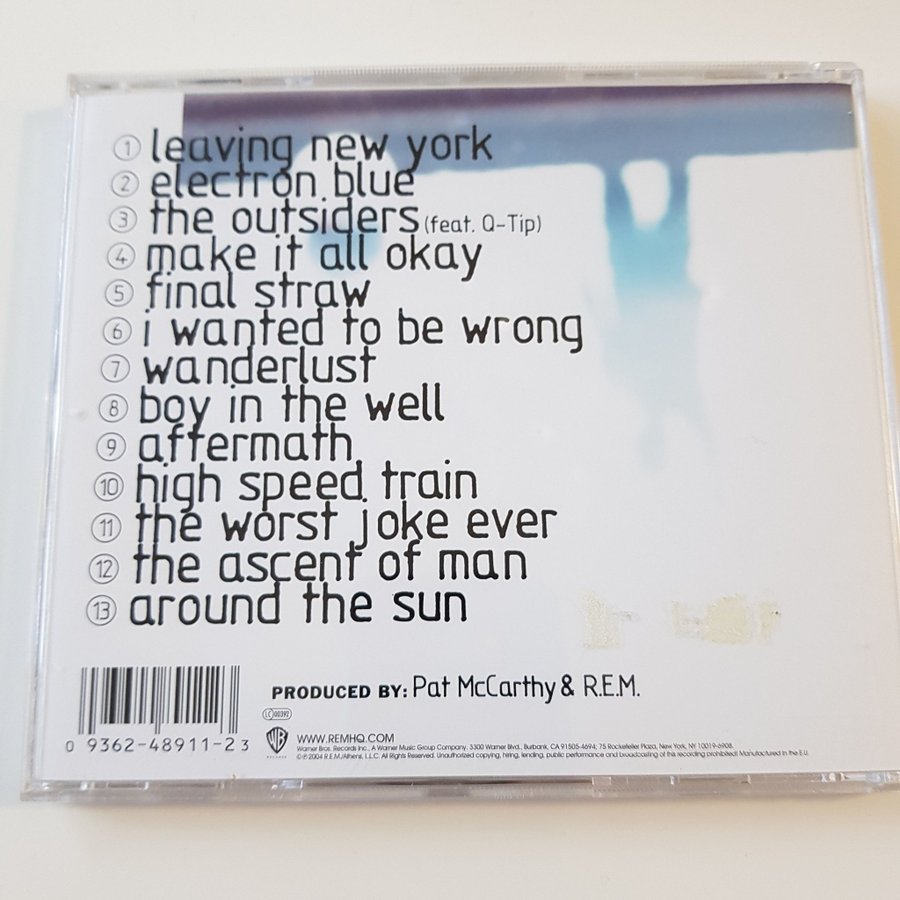 1 leaving new york
2 electron blue
3 the outsiders (feat. Q-Tip)
4 make it all okay
5 final straw
6 i wanted to be wrong
7 wanderlust
8 boy in the well
9 aftermath
10 high speed train
11 the worst joke ever
12 the ascent of man
13 around the sun
PRODUCED BY: Pat McCarthy & R.E.M.
LC 00392
0 9362-48911-2 3
WB
WWW.REMHQ.COM
Warner Bros. Records Inc., A Warner Music Group Company, 3300 Warner Blvd., Burbank, CA 91505-4694; 75 Rockefeller Plaza, New York, NY 10019-6908.
©℗ 2004 R.E.M./Athens, L.L.C. All Rights Reserved. Unauthorized copying, hiring, lending, public performance and broadcasting of this recording prohibited! Manufactured in the E.U.